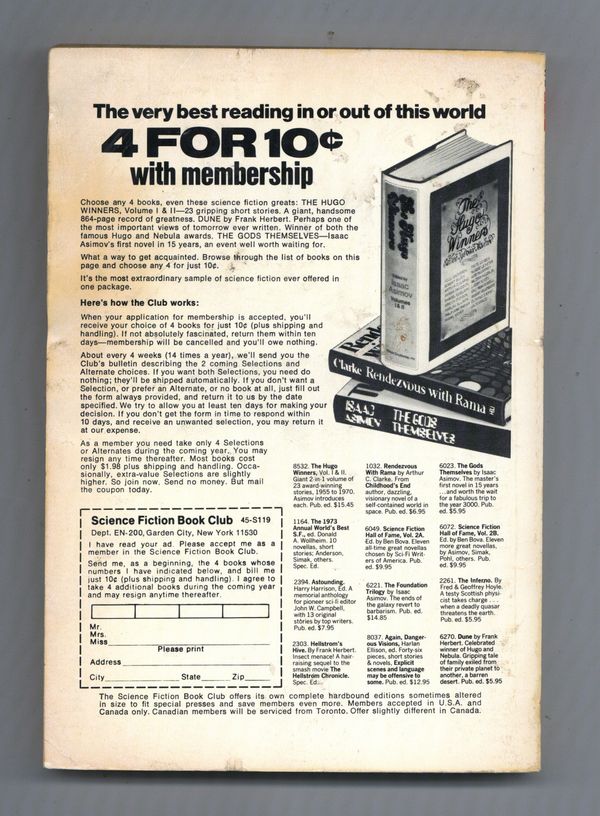 The very best reading in or out of this world
4 FOR 10¢
with membership
Choose any 4 books, even these science fiction greats: THE HUGO
WINNERS, Volume I & II—23 gripping short stories. A giant, handsome
864-page record of greatness. DUNE by Frank Herbert. Perhaps one of
the most important views of tomorrow ever written. Winner of both the
famous Hugo and Nebula awards. THE GODS THEMSELVES—Isaac
Asimov's first novel in 15 years, an event well worth waiting for.
What a way to get acquainted. Browse through the list of books on this
page and choose any 4 for just 10¢.
It's the most extraordinary sample of science fiction ever offered in
one package.
Here's how the Club works:
When your application for membership is accepted, you'll
receive your choice of 4 books for just 10¢ (plus shipping and
handling). If not absolutely fascinated, return them within ten
days—membership will be cancelled and you'll owe nothing.
About every 4 weeks (14 times a year), we'll send you the
Club's bulletin describing the 2 coming Selections and
Alternate choices. If you want both Selections, you need do
nothing; they'll be shipped automatically. If you don't want a
Selection, or prefer an Alternate, or no book at all, just fill out
the form always provided, and return it to us by the date
specified. We try to allow you at least ten days for making your
decision. If you don't get the form in time to respond within
10 days, and receive an unwanted selection, you may return it
at our expense.
As a member you need take only 4 Selections
or Alternates during the coming year. You may
resign any time thereafter. Most books cost
only $1.98 plus shipping and handling. Occa-
sionally, extra-value Selections are slightly
higher. So join now. Send no money. But mail
the coupon today.
The
Hugo
Winners
Edited by
Isaac
Asimov
Volumes
I & II
Clarke Rendezvous with Rama
ISAAC
ASIMOV
THE GODS
THEMSELVES
Science Fiction Book Club 45-S119
Dept. EN-200, Garden City, New York 11530
I have read your ad. Please accept me as a
member in the Science Fiction Book Club.
Send me, as a beginning, the 4 books whose
numbers I have indicated below, and bill me
just 10¢ (plus shipping and handling). I agree to
take 4 additional books during the coming year
and may resign anytime thereafter.
Mr.
Mrs.
Miss
Please print
Address
City State Zip
8532. The Hugo
Winners, Vol. I & II.
Giant 2-in-1 volume of
23 award-winning
stories, 1955 to 1970.
Asimov introduces
each. Pub. ed. $15.45
1164. The 1973
Annual World's Best
S.F., ed. Donald
A. Wollheim. 10
novellas, short
stories; Anderson,
Simak, others.
Spec. Ed.
2394. Astounding.
Harry Harrison, Ed. A
memorial anthology
for pioneer sci-fi editor
John W. Campbell,
with 13 original
stories by top writers.
Pub. ed. $7.95
2303. Hellstrom's
Hive. By Frank Herbert.
Insect menace! A hair-
raising sequel to the
smash movie The
Hellstrom Chronicle.
Spec. Ed.
1032. Rendezvous
With Rama by Arthur
C. Clarke. From
Childhood's End
author, dazzling,
visionary novel of a
self-contained world in
space. Pub. ed. $6.95
6049. Science Fiction
Hall of Fame, Vol. 2A.
Ed. by Ben Bova. Eleven
all-time great novellas
chosen by Sci-Fi Writ-
ers of America. Pub.
ed. $9.95
6221. The Foundation
Trilogy by Isaac
Asimov. The ends of
the galaxy revert to
barbarism. Pub. ed.
$14.85
8037. Again, Danger-
ous Visions, Harlan
Ellison, ed. Forty-six
pieces, short stories
& novels, Explicit
scenes and language
may be offensive to
some. Pub. ed. $12.95
6023. The Gods
Themselves by Isaac
Asimov. The master's
first novel in 15 years
. . . and worth the wait
for a fabulous trip to
the year 3000. Pub.
ed. $5.95
6072. Science Fiction
Hall of Fame, Vol. 2B.
Ed. by Ben Bova. Eleven
more great novellas,
by Asimov, Simak,
Pohl, others. Pub.
ed. $9.95
2261. The Inferno. By
Fred & Geoffrey Hoyle.
A testy Scottish physi-
cist takes charge . . .
when a deadly quasar
threatens the earth.
Pub. ed. $5.95
6270. Dune by Frank
Herbert. Celebrated
winner of Hugo and
Nebula. Gripping tale
of family exiled from
their private planet to
another, a barren
desert. Pub. ed. $5.95
The Science Fiction Book Club offers its own complete hardbound editions sometimes altered
in size to fit special presses and save members even more. Members accepted in U.S.A. and
Canada only. Canadian members will be serviced from Toronto. Offer slightly different in Canada.